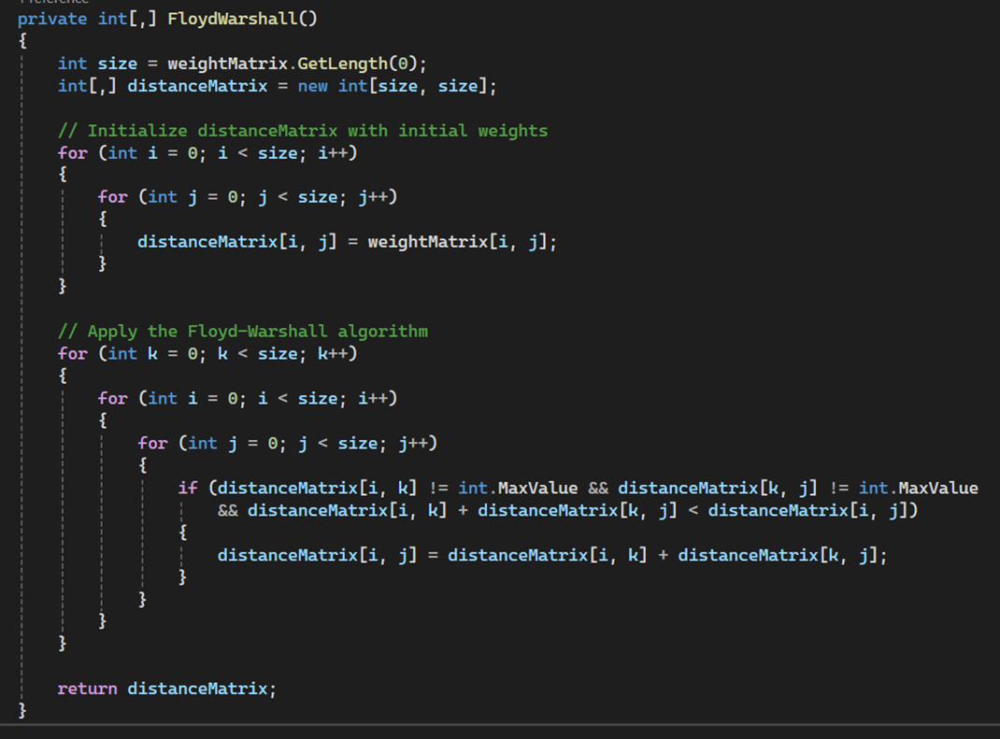 private int[,] FloydWarshall()
{
    int size = weightMatrix.GetLength(0);
    int[,] distanceMatrix = new int[size, size];

    // Initialize distanceMatrix with initial weights
    for (int i = 0; i < size; i++)
    {
        for (int j = 0; j < size; j++)
        {
            distanceMatrix[i, j] = weightMatrix[i, j];
        }
    }

    // Apply the Floyd-Warshall algorithm
    for (int k = 0; k < size; k++)
    {
        for (int i = 0; i < size; i++)
        {
            for (int j = 0; j < size; j++)
            {
                if (distanceMatrix[i, k] != int.MaxValue && distanceMatrix[k, j] != int.MaxValue
                    && distanceMatrix[i, k] + distanceMatrix[k, j] < distanceMatrix[i, j])
                {
                    distanceMatrix[i, j] = distanceMatrix[i, k] + distanceMatrix[k, j];
                }
            }
        }
    }

    return distanceMatrix;
}